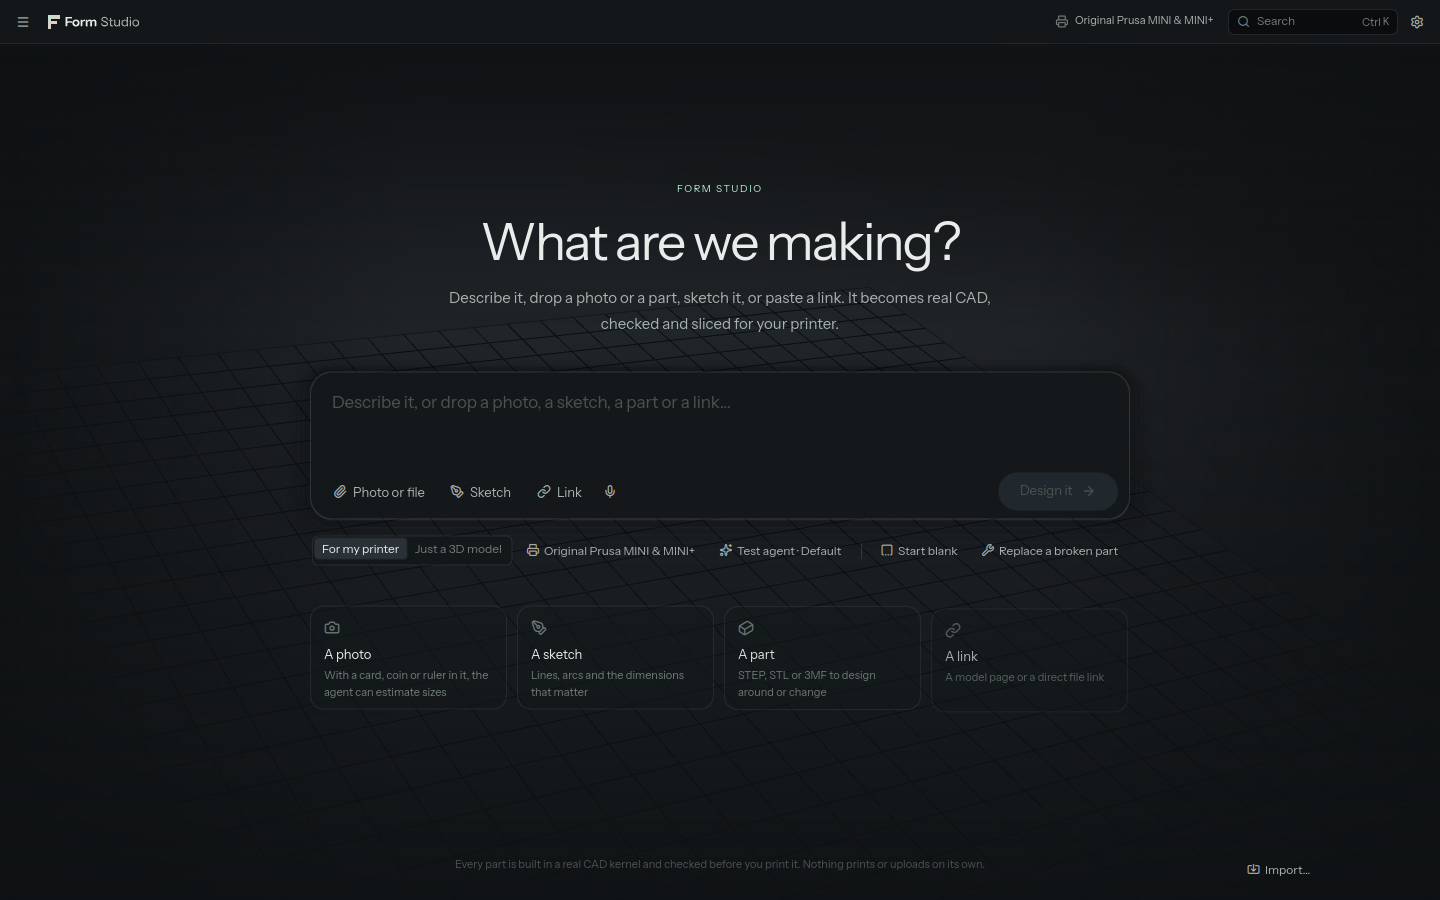 Form Studio
Original Prusa MINI & MINI+
Search
Ctrl K
FORM STUDIO
What are we making?
Describe it, drop a photo or a part, sketch it, or paste a link. It becomes real CAD,
checked and sliced for your printer.
Describe it, or drop a photo, a sketch, a part or a link...
Photo or file
Sketch
Link
Design it
For my printer
Just a 3D model
Original Prusa MINI & MINI+
Test agent · Default
Start blank
Replace a broken part
A photo
With a card, coin or ruler in it, the
agent can estimate sizes
A sketch
Lines, arcs and the dimensions
that matter
A part
STEP, STL or 3MF to design
around or change
A link
A model page or a direct file link
Every part is built in a real CAD kernel and checked before you print it. Nothing prints or uploads on its own.
Import...